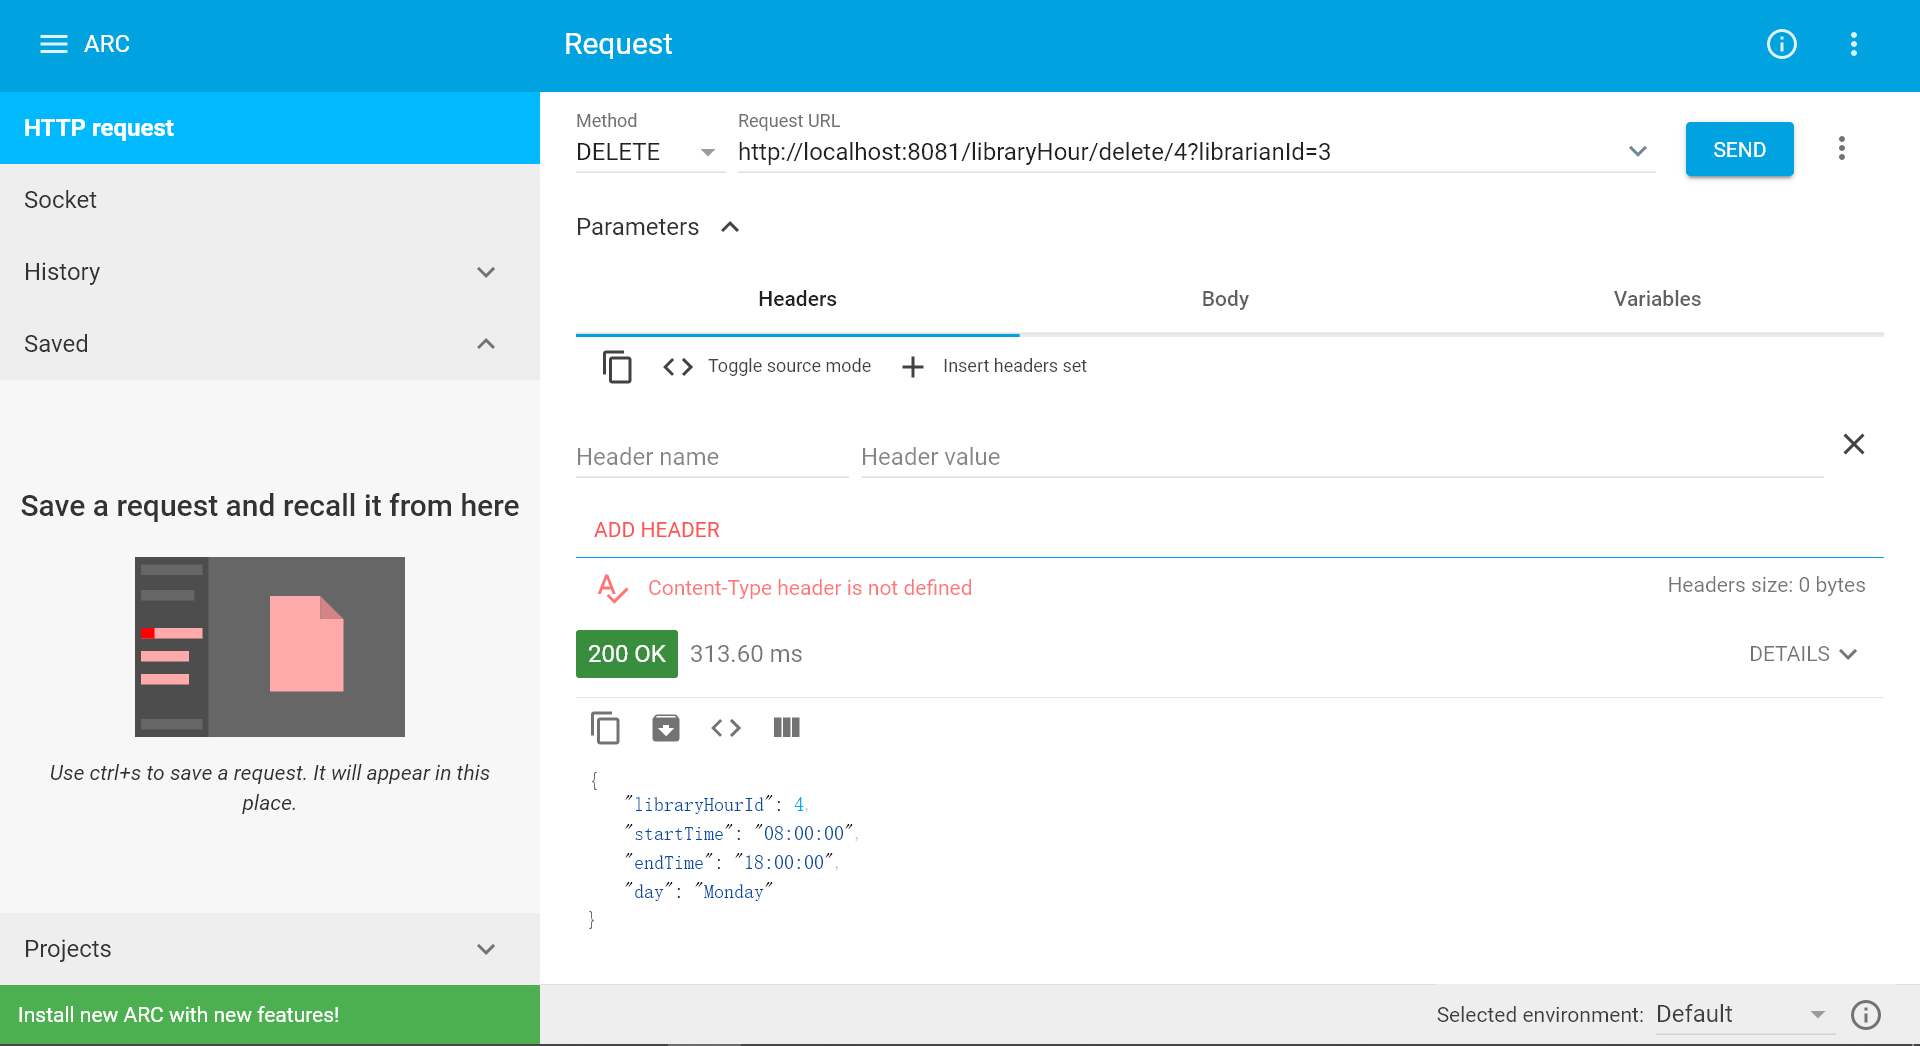 ARC
Request
HTTP request
Socket
History
Saved
Save a request and recall it from here
Use ctrl+s to save a request. It will appear in this
place.
Projects
Install new ARC with new features!
Method
DELETE
Request URL
http://localhost:8081/libraryHour/delete/4?librarianId=3
SEND
Parameters
Headers
Body
Variables
Toggle source mode
Insert headers set
Header name
Header value
ADD HEADER
Content-Type header is not defined
Headers size: 0 bytes
200 OK
313.60 ms
DETAILS
{
"libraryHourId": 4,
"startTime": "08:00:00",
"endTime": "18:00:00",
"day": "Monday"
}
Selected environment:
Default